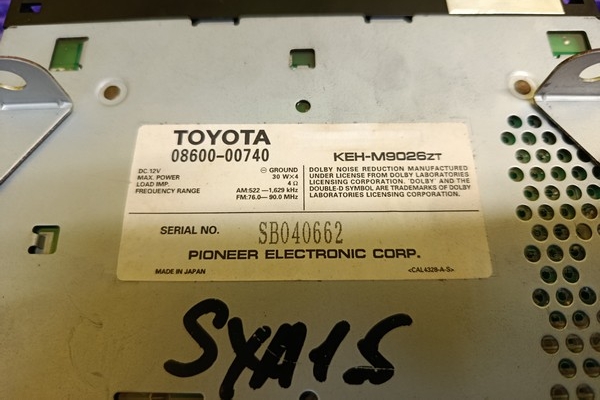 TOYOTA
08600-00740
KEH-M9026ZT
DC.12V ⊖ GROUND
MAX. POWER 30 W×4
LOAD IMP. 4 Ω
FREQUENCY RANGE AM:522—1,629 kHz
FM:76.0—90.0 MHz
DOLBY NOISE REDUCTION MANUFACTURED
UNDER LICENSE FROM DOLBY LABORATORIES
LICENSING CORPORATION. 'DOLBY' AND THE
DOUBLE-D SYMBOL ARE TRADEMARKS OF DOLBY
LABORATORIES LICENSING CORPORATION.
SERIAL NO. SB040662
PIONEER ELECTRONIC CORP.
MADE IN JAPAN <CAL4329-A-S>
SXA15